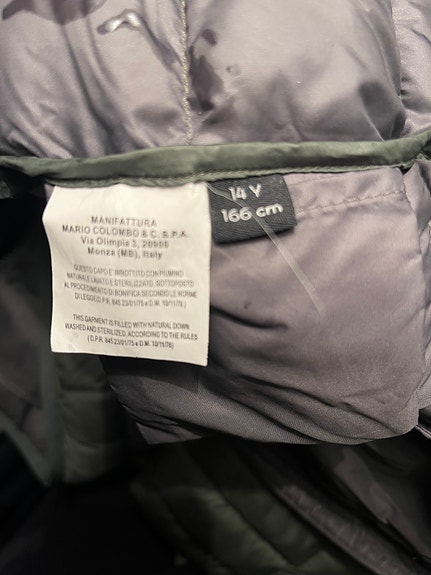 MANIFATTURA
MARIO COLOMBO & C. S.P.A.
Via Olimpia 3, 20900
Monza (MB), Italy
QUESTO CAPO E' IMBOTTITO CON PIUMINO
NATURALE LAVATO E STERILIZZATO, SOTTOPOSTO
AL PROCEDIMENTO DI BONIFICA SECONDO LE NORME
DI LEGGE (D.P.R. 845 23/01/75 e D.M. 10/11/76)
THIS GARMENT IS FILLED WITH NATURAL DOWN
WASHED AND STERILIZED, ACCORDING TO THE RULES
(D.P.R. 845 23/01/75 e D.M. 10/11/76)
14 Y
166 cm